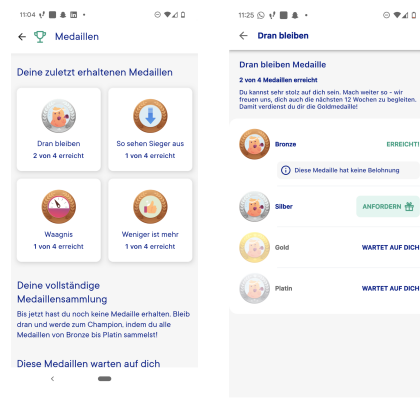 11:04
Medaillen
Deine zuletzt erhaltenen Medaillen
Dran bleiben
2 von 4 erreicht
So sehen Sieger aus
1 von 4 erreicht
Waagnis
1 von 4 erreicht
Weniger ist mehr
1 von 4 erreicht
Deine vollständige
Medaillensammlung
Bis jetzt hast du noch keine Medaille erhalten. Bleib
dran und werde zum Champion, indem du alle
Medaillen von Bronze bis Platin sammelst!
Diese Medaillen warten auf dich
11:25
Dran bleiben
Dran bleiben Medaille
2 von 4 Medaillen erreicht
Du kannst sehr stolz auf dich sein. Mach weiter so - wir
freuen uns, dich auch die nächsten 12 Wochen zu begleiten.
Damit verdienst du dir die Goldmedaille!
Bronze
ERREICHT!
Diese Medaille hat keine Belohnung
Silber
ANFORDERN
Gold
WARTET AUF DICH
Platin
WARTET AUF DICH